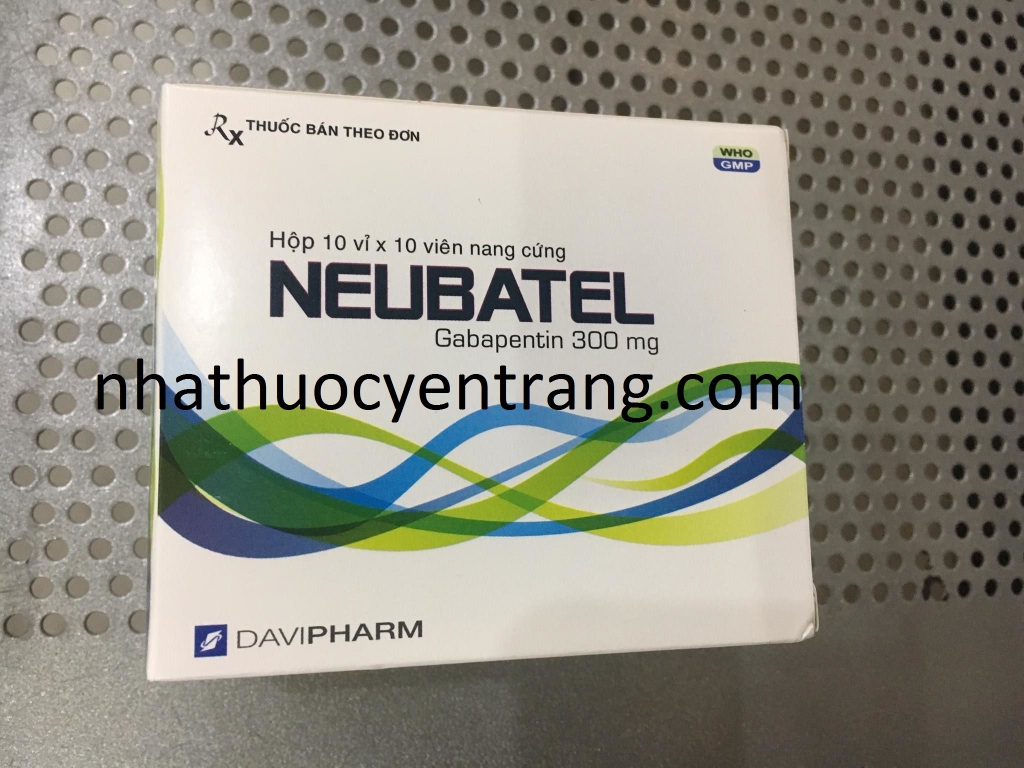 Rx THUỐC BÁN THEO ĐƠN
WHO
GMP
Hộp 10 vỉ x 10 viên nang cứng
NEUBATEL
Gabapentin 300 mg
nhathuocyentrang.com
DAVIPHARM